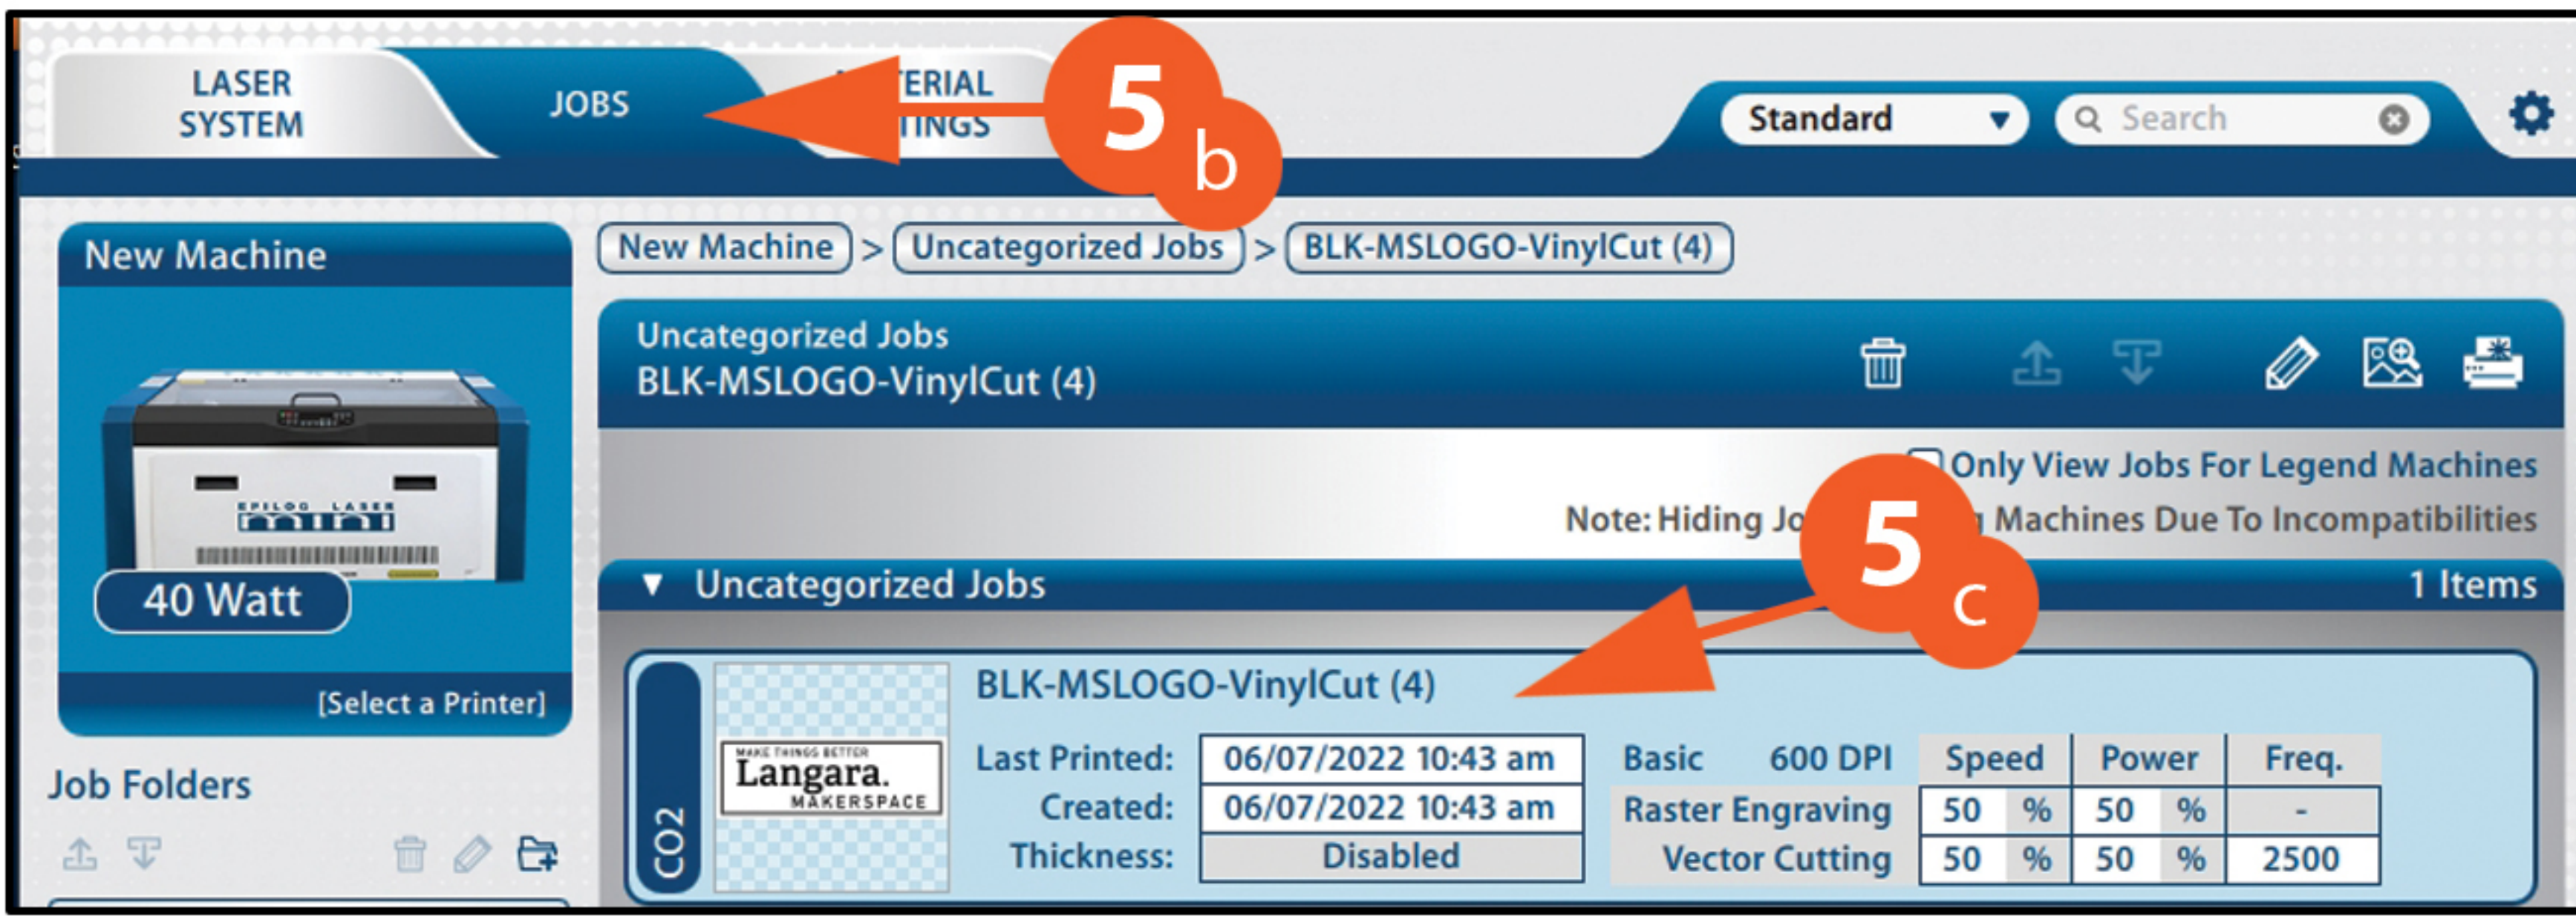 LASER
SYSTEM
JOBS
ERIAL
TINGS
5
b
Standard
Search
New Machine
New Machine > Uncategorized Jobs > BLK-MSLOGO-VinylCut (4)
Uncategorized Jobs
BLK-MSLOGO-VinylCut (4)
EPILOG LASER
mini
40 Watt
[Select a Printer]
Only View Jobs For Legend Machines
Note: Hiding Machines Due To Incompatibilities
5
c
Uncategorized Jobs 1 Items
CO2
MAKE THINGS BETTER
Langara.
MAKERSPACE
BLK-MSLOGO-VinylCut (4)
Last Printed: 06/07/2022 10:43 am
Created: 06/07/2022 10:43 am
Thickness: Disabled
Basic 600 DPI Speed Power Freq.
Raster Engraving 50 % 50 % -
Vector Cutting 50 % 50 % 2500
Job Folders